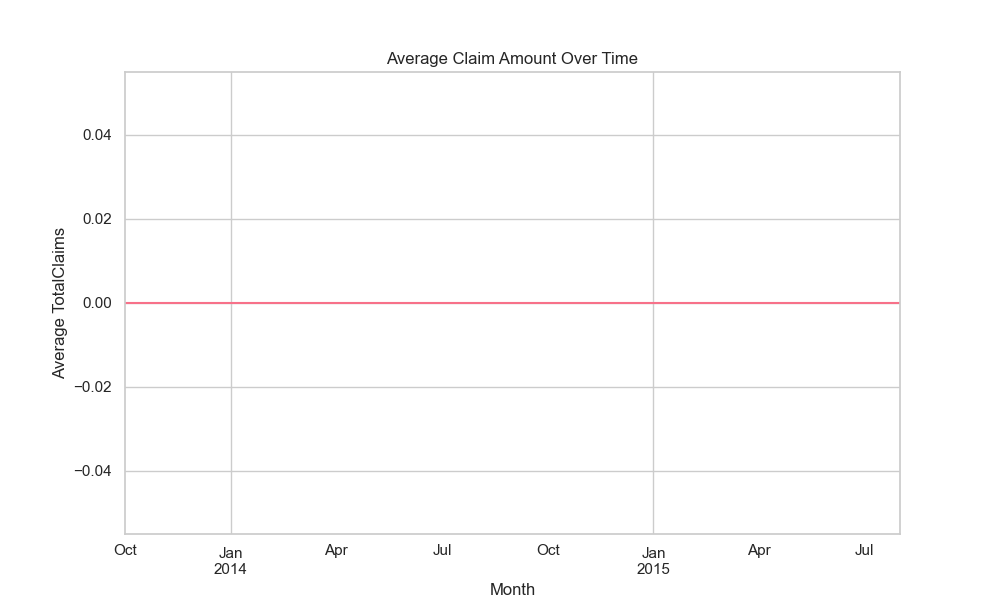 Average Claim Amount Over Time
Average TotalClaims
0.04
0.02
0.00
−0.02
−0.04
Oct
Jan
2014
Apr
Jul
Oct
Jan
2015
Apr
Jul
Month